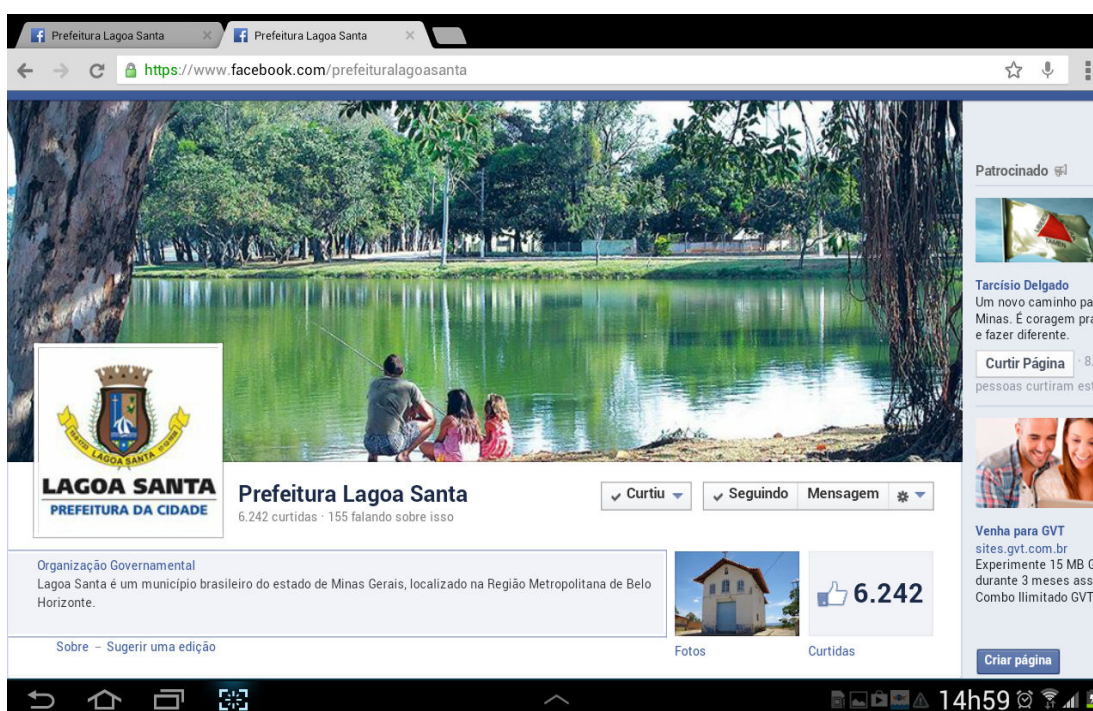 Prefeitura Lagoa Santa
Prefeitura Lagoa Santa
https://www.facebook.com/prefeituralagoasanta
Patrocinado
Tarcísio Delgado
Um novo caminho pa
Minas. É coragem pra
e fazer diferente.
Curtir Página · 8.
pessoas curtiram est
LAGOA SANTA
LAGOA SANTA
PREFEITURA DA CIDADE
Prefeitura Lagoa Santa
6.242 curtidas · 155 falando sobre isso
Curtiu
Seguindo
Mensagem
Organização Governamental
Lagoa Santa é um município brasileiro do estado de Minas Gerais, localizado na Região Metropolitana de Belo
Horizonte.
Sobre – Sugerir uma edição
Fotos
6.242
Curtidas
Venha para GVT
sites.gvt.com.br
Experimente 15 MB G
durante 3 meses ass
Combo Ilimitado GVT
Criar página
14h59